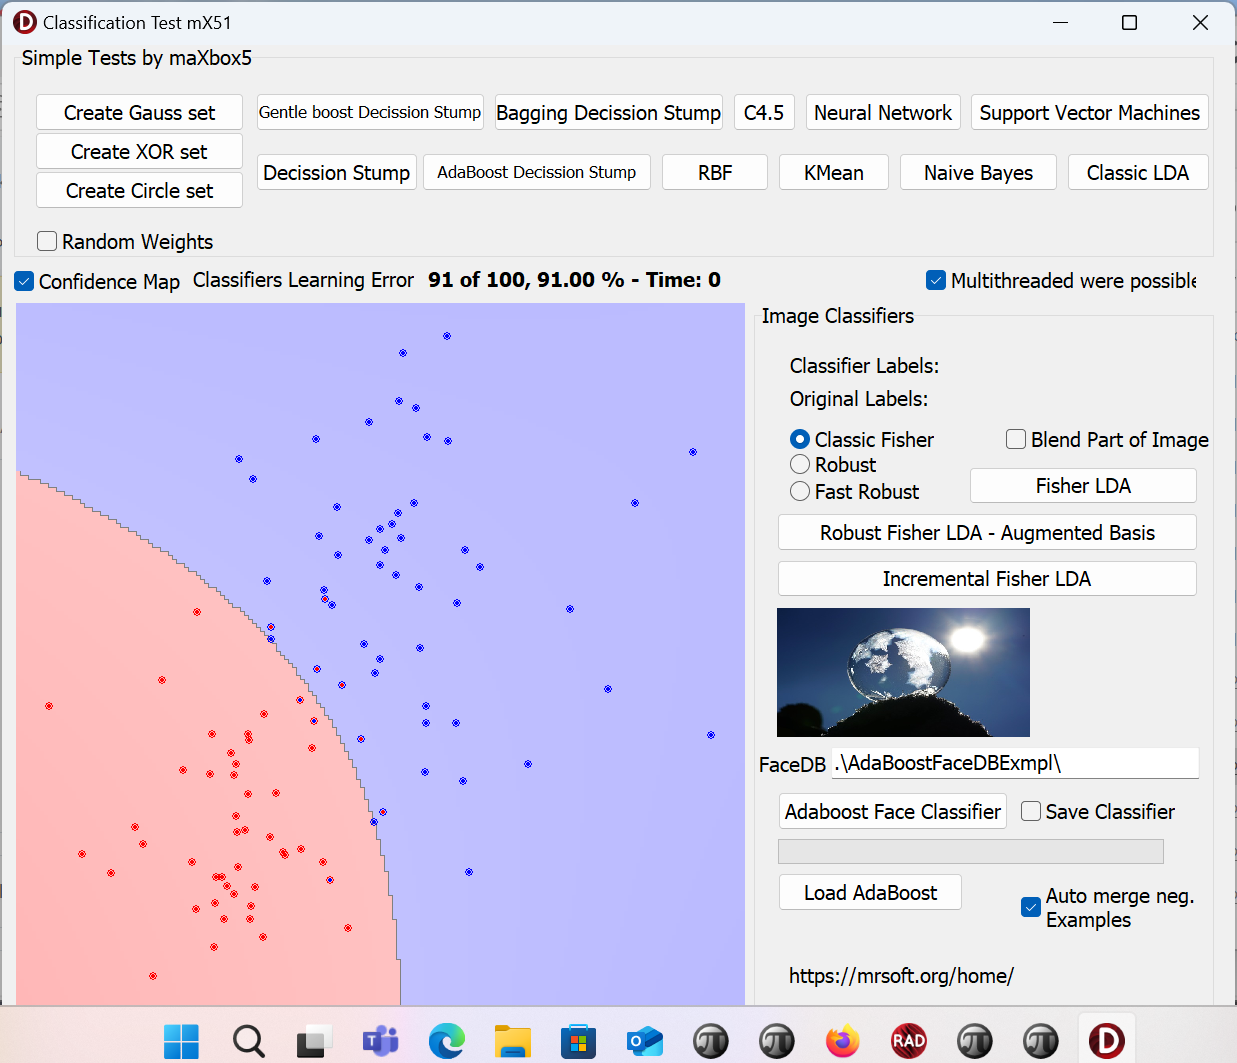 Classification Test mX51
Simple Tests by maXbox5
Create Gauss set
Gentle boost Decission Stump
Bagging Decission Stump
C4.5
Neural Network
Support Vector Machines
Create XOR set
Create Circle set
Decission Stump
AdaBoost Decission Stump
RBF
KMean
Naive Bayes
Classic LDA
Random Weights
Confidence Map
Classifiers Learning Error
91 of 100, 91.00 % - Time: 0
Multithreaded were possible
Image Classifiers
Classifier Labels:
Original Labels:
Classic Fisher
Blend Part of Image
Robust
Fast Robust
Fisher LDA
Robust Fisher LDA - Augmented Basis
Incremental Fisher LDA
FaceDB
.\AdaBoostFaceDBExmpl\
Adaboost Face Classifier
Save Classifier
Load AdaBoost
Auto merge neg.
Examples
https://mrsoft.org/home/
RAD